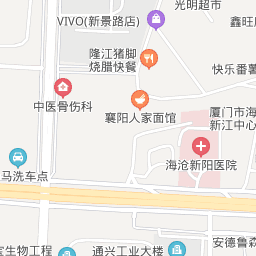 光明超市
VIVO(新景路店)
鑫旺
隆江猪脚
烧腊快餐
快乐番薯
中医骨伤科
襄阳人家面馆
厦门市海
新江中心
海沧新阳医院
马洗车点
安德鲁森
宝生物工程
通兴工业大楼